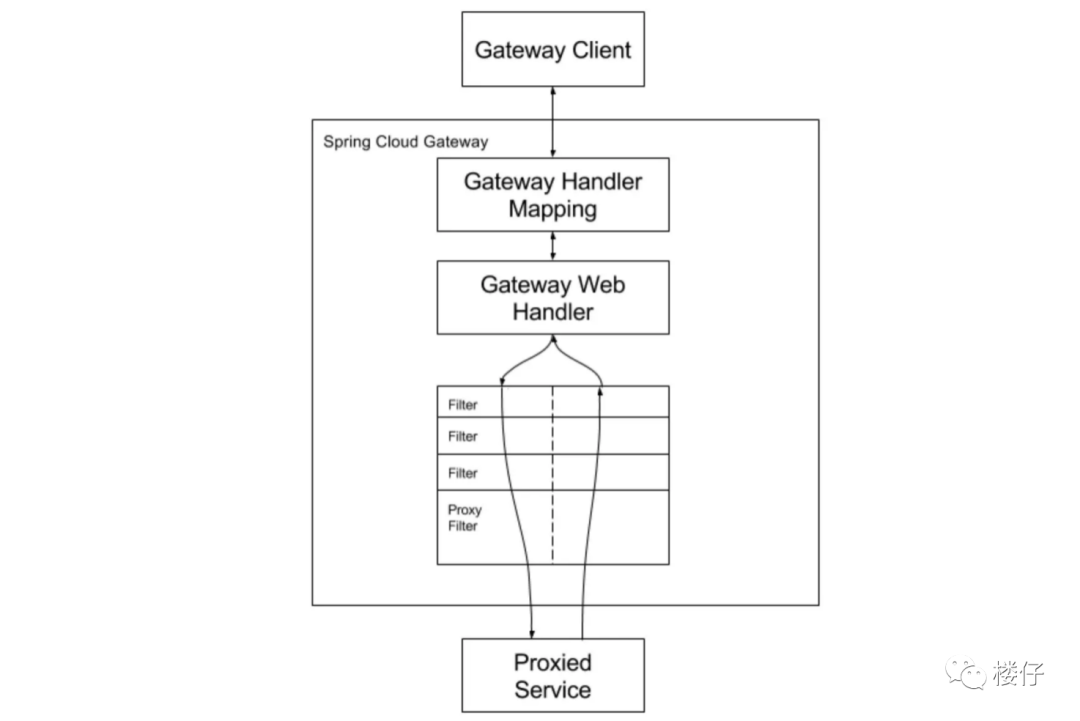 Gateway Client
Spring Cloud Gateway
Gateway Handler
Mapping
Gateway Web
Handler
Filter
Filter
Filter
Proxy
Filter
Proxied
Service
楼仔